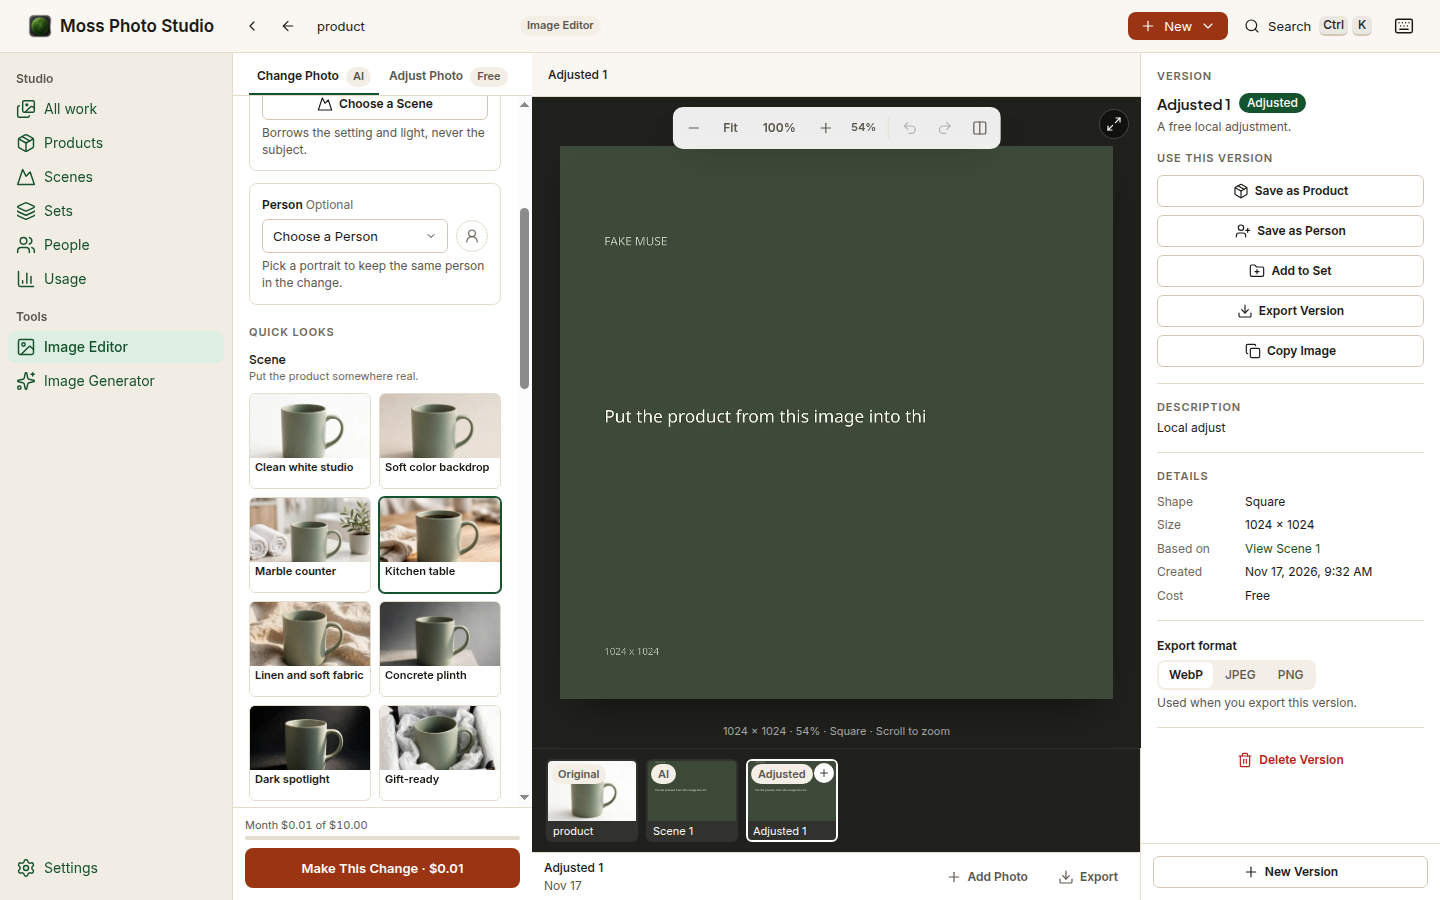 Moss Photo Studio
product
Image Editor
New
Search
Ctrl
K
Studio
All work
Products
Scenes
Sets
People
Usage
Tools
Image Editor
Image Generator
Settings
Change Photo
AI
Adjust Photo
Free
Choose a Scene
Borrows the setting and light, never the
subject.
Person Optional
Choose a Person
Pick a portrait to keep the same person
in the change.
QUICK LOOKS
Scene
Put the product somewhere real.
Clean white studio
Soft color backdrop
Marble counter
Kitchen table
Linen and soft fabric
Concrete plinth
Dark spotlight
Gift-ready
Month $0.01 of $10.00
Make This Change · $0.01
Adjusted 1
Fit
100%
54%
FAKE MUSE
Put the product from this image into thi
1024 x 1024
1024 × 1024 · 54% · Square · Scroll to zoom
Original
product
AI
Scene 1
Adjusted
Adjusted 1
Adjusted 1
Nov 17
Add Photo
Export
VERSION
Adjusted 1
Adjusted
A free local adjustment.
USE THIS VERSION
Save as Product
Save as Person
Add to Set
Export Version
Copy Image
DESCRIPTION
Local adjust
DETAILS
Shape Square
Size 1024 × 1024
Based on View Scene 1
Created Nov 17, 2026, 9:32 AM
Cost Free
Export format
WebP
JPEG
PNG
Used when you export this version.
Delete Version
New Version